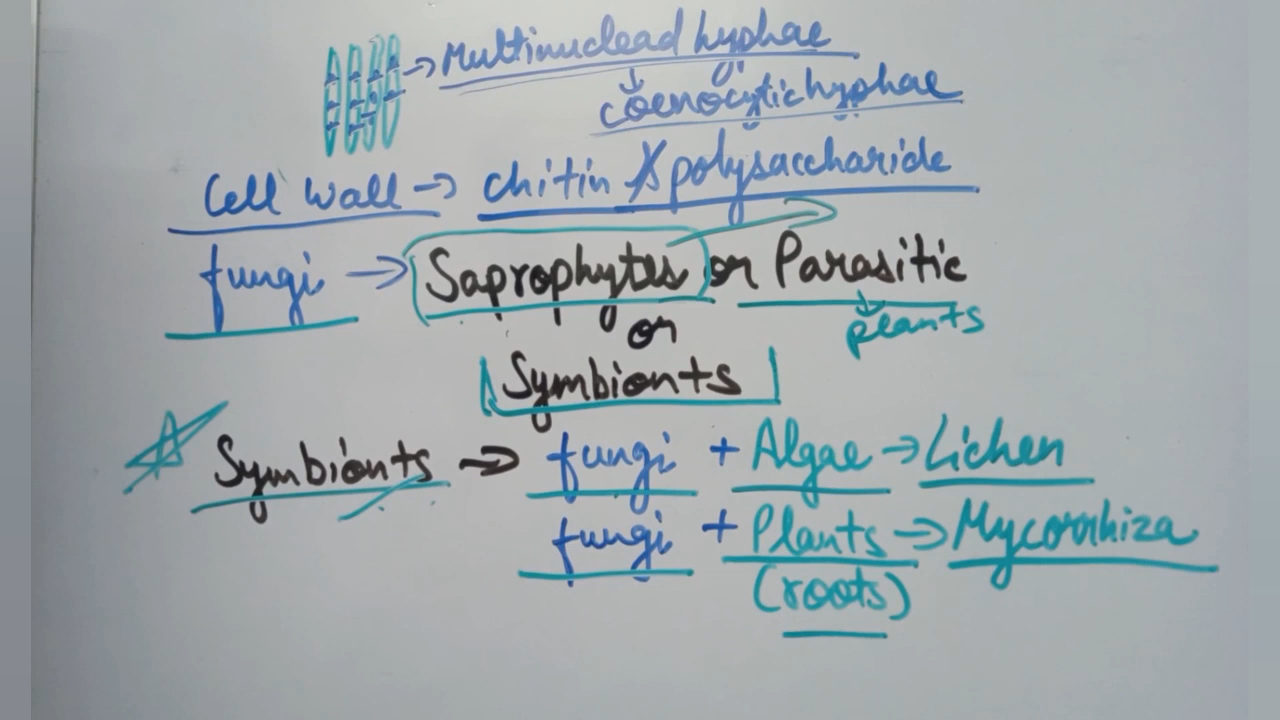 → Multinuclead hyphae
coenocytic hyphae
Cell Wall → chitin / polysaccharide
fungi → Saprophytes or Parasitic
plants
or
Symbionts
Symbionts → fungi + Algae → Lichen
fungi + Plants → Mycorrhiza
(roots)